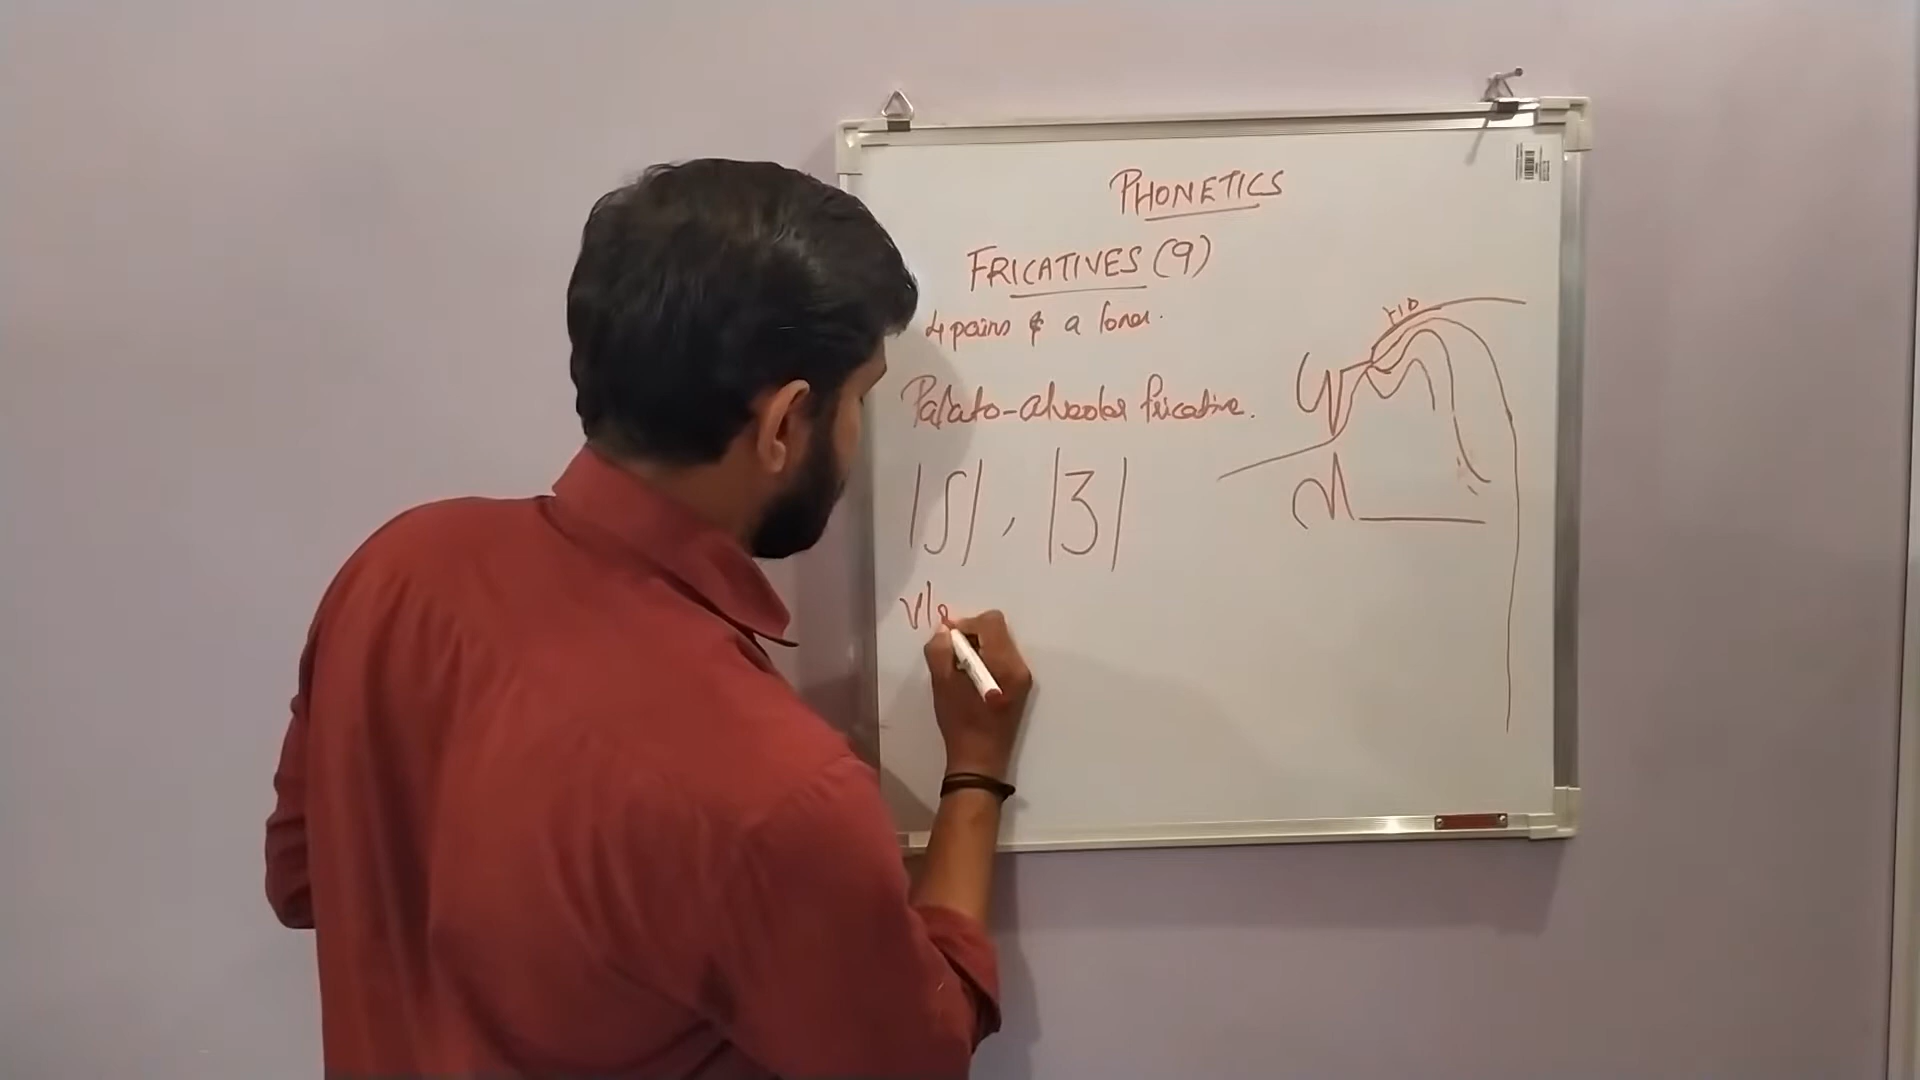 PHONETICS
FRICATIVES (9)
4 pairs & a loner.
Palato-alveolar fricative.
/ʃ/, /ʒ/
v/s